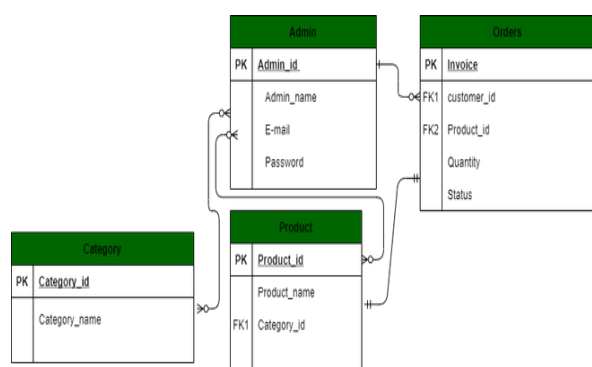 Admin
PK Admin_id
Admin_name
E-mail
Password
Orders
PK Invoice
FK1 customer_id
FK2 Product_id
Quantity
Status
Category
PK Category_id
Category_name
Product
PK Product_id
Product_name
FK1 Category_id